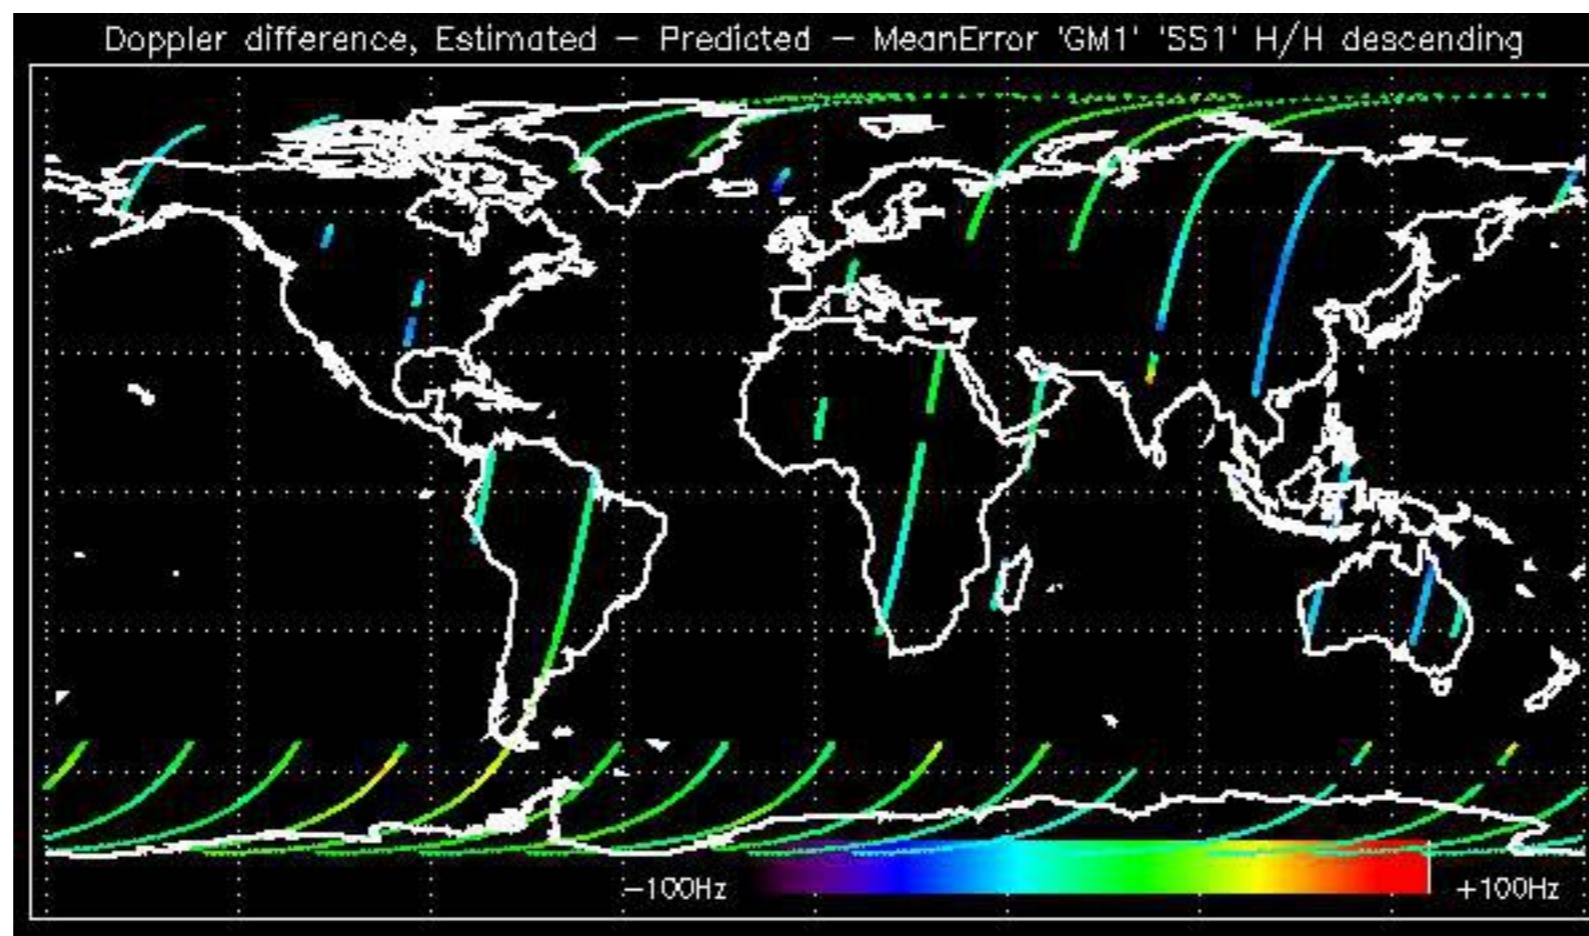 Doppler difference, Estimated – Predicted – MeanError 'GM1' 'SS1' H/H descending
–100Hz
+100Hz